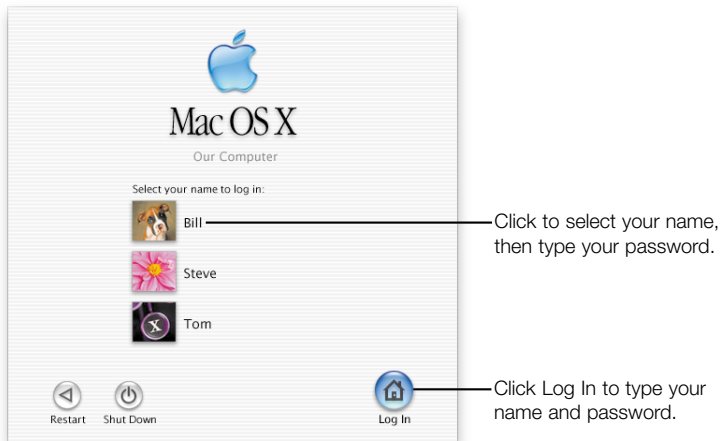 Mac OS X
Our Computer
Select your name to log in:
Bill
Click to select your name,
then type your password.
Steve
X
Tom
Click Log In to type your
name and password.
Restart
Shut Down
Log In